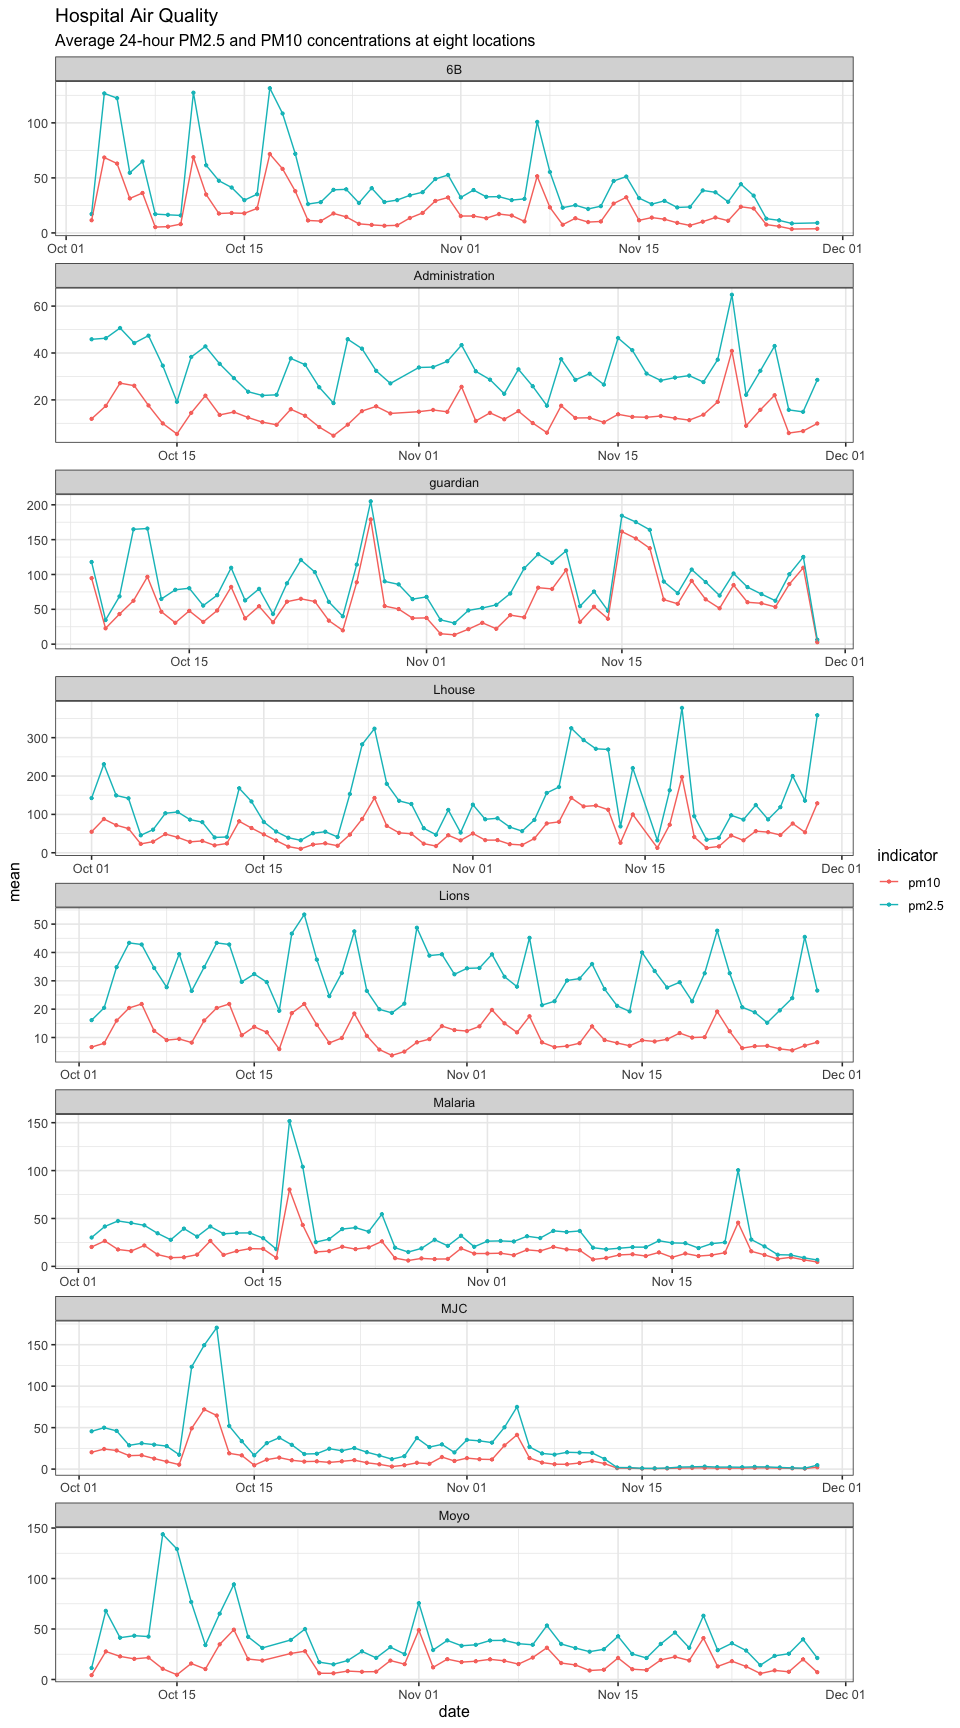 Hospital Air Quality
Average 24-hour PM2.5 and PM10 concentrations at eight locations
6B
100
50
0
Oct 01 Oct 15 Nov 01 Nov 15 Dec 01
Administration
60
40
20
Oct 15 Nov 01 Nov 15 Dec 01
guardian
200
150
100
50
0
Oct 15 Nov 01 Nov 15 Dec 01
Lhouse
300
200
100
0
Oct 01 Oct 15 Nov 01 Nov 15 Dec 01
mean
indicator
pm10
pm2.5
Lions
50
40
30
20
10
Oct 01 Oct 15 Nov 01 Nov 15 Dec 01
Malaria
150
100
50
0
Oct 01 Oct 15 Nov 01 Nov 15
MJC
150
100
50
0
Oct 01 Oct 15 Nov 01 Nov 15 Dec 01
Moyo
150
100
50
0
Oct 15 Nov 01 Nov 15 Dec 01
date